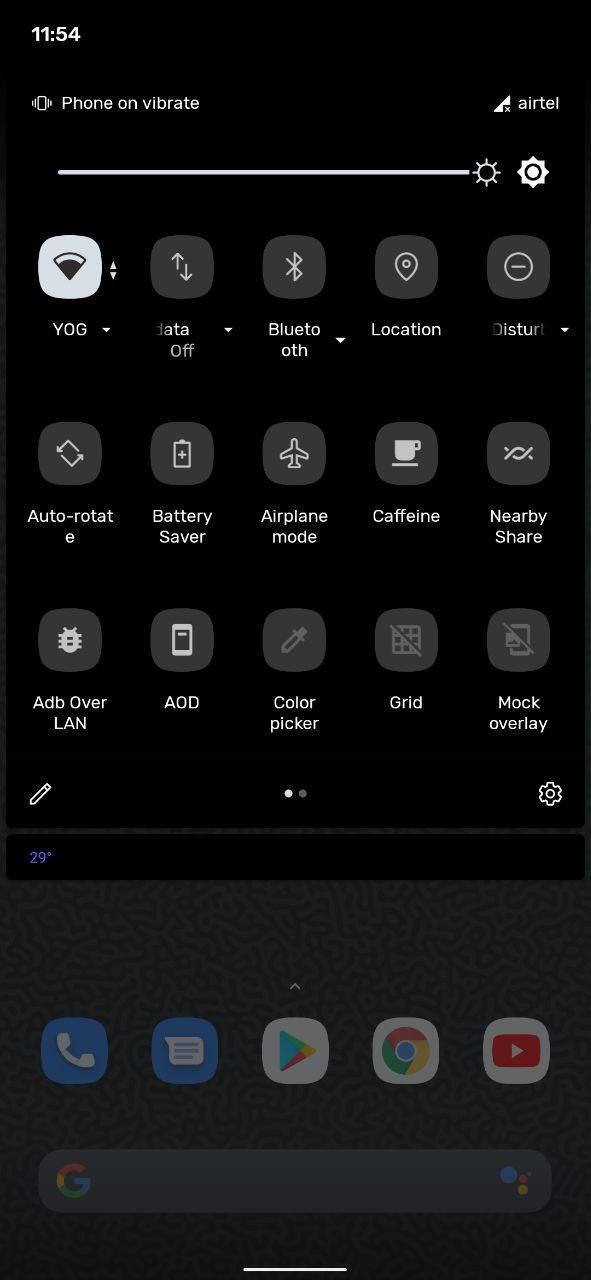 11:54
Phone on vibrate
airtel
YOG
data
Off
Blueto
oth
Location
Disturb
Auto-rotat
e
Battery
Saver
Airplane
mode
Caffeine
Nearby
Share
Adb Over
LAN
AOD
Color
picker
Grid
Mock
overlay
29°
G